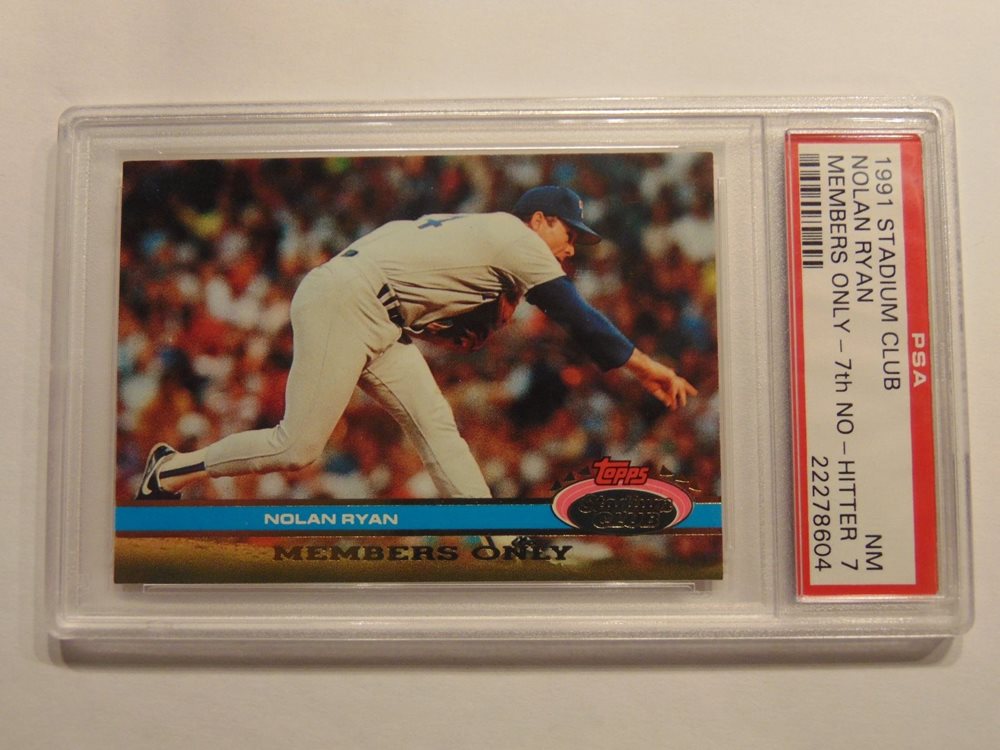 4
topps
Stadium
CLUB
NOLAN RYAN
MEMBERS ONLY
PSA
1991 STADIUM CLUB
NOLAN RYAN NM
MEMBERS ONLY - 7th NO-HITTER 7
22278604